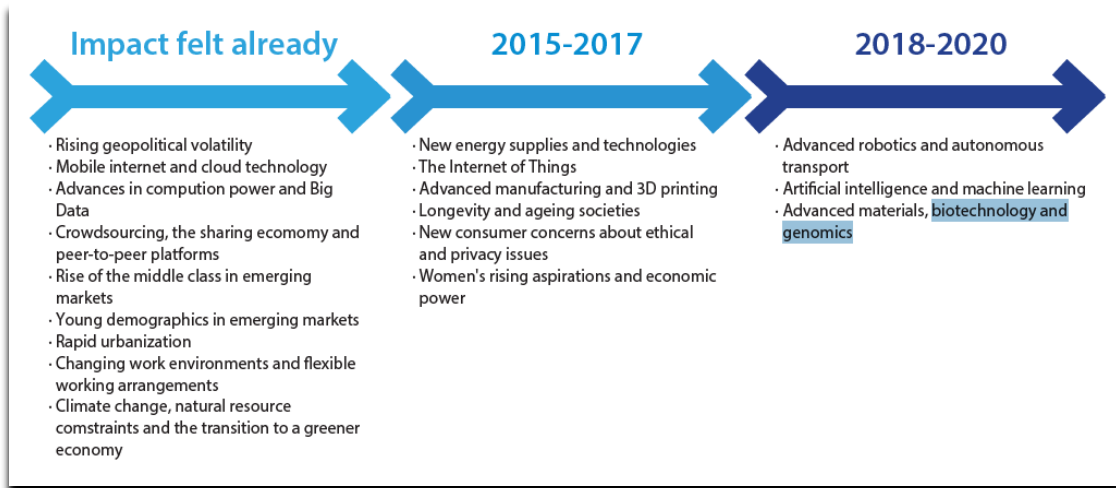 Impact felt already
· Rising geopolitical volatility
· Mobile internet and cloud technology
· Advances in compution power and Big
Data
· Crowdsourcing, the sharing economy and
peer-to-peer platforms
· Rise of the middle class in emerging
markets
· Young demographics in emerging markets
· Rapid urbanization
· Changing work environments and flexible
working arrangements
· Climate change, natural resource
comstraints and the transition to a greener
economy
2015-2017
· New energy supplies and technologies
· The Internet of Things
· Advanced manufacturing and 3D printing
· Longevity and ageing societies
· New consumer concerns about ethical
and privacy issues
· Women's rising aspirations and economic
power
2018-2020
· Advanced robotics and autonomous
transport
· Artificial intelligence and machine learning
· Advanced materials, biotechnology and
genomics